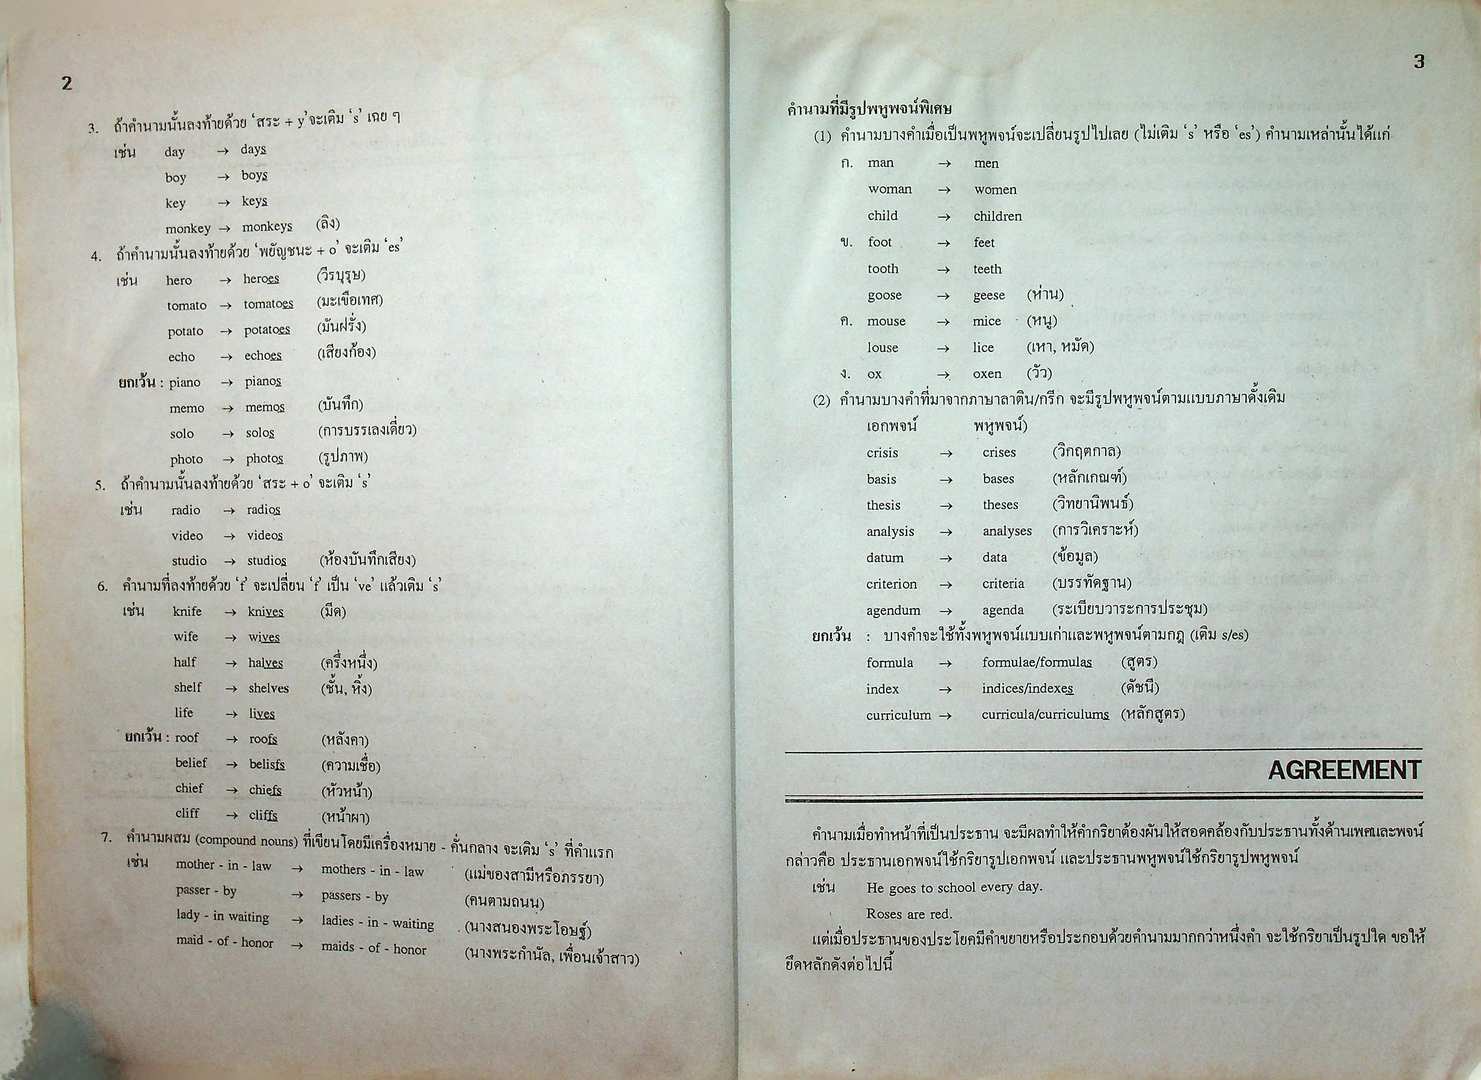 2
3. ถ้าคำนามนั้นลงท้ายด้วย 'สระ + y' จะเติม 's' เฉย ๆ
เช่น day → days
boy → boys
key → keys
monkey → monkeys (ลิง)
4. ถ้าคำนามนั้นลงท้ายด้วย 'พยัญชนะ + o' จะเติม 'es'
เช่น hero → heroes (วีรบุรุษ)
tomato → tomatoes (มะเขือเทศ)
potato → potatoes (มันฝรั่ง)
echo → echoes (เสียงก้อง)
ยกเว้น : piano → pianos
memo → memos (บันทึก)
solo → solos (การบรรเลงเดี่ยว)
photo → photos (รูปภาพ)
5. ถ้าคำนามนั้นลงท้ายด้วย 'สระ + o' จะเติม 's'
เช่น radio → radios
video → videos
studio → studios (ห้องบันทึกเสียง)
6. คำนามที่ลงท้ายด้วย 'f' จะเปลี่ยน 'f' เป็น 've' แล้วเติม 's'
เช่น knife → knives (มีด)
wife → wives
half → halves (ครึ่งหนึ่ง)
shelf → shelves (ชั้น, หิ้ง)
life → lives
ยกเว้น : roof → roofs (หลังคา)
belief → belisfs (ความเชื่อ)
chief → chiefs (หัวหน้า)
cliff → cliffs (หน้าผา)
7. คำนามผสม (compound nouns) ที่เขียนโดยมีเครื่องหมาย - คั่นกลาง จะเติม 's' ที่คำแรก
เช่น mother - in - law → mothers - in - law (แม่ของสามีหรือภรรยา)
passer - by → passers - by (คนตามถนน)
lady - in waiting → ladies - in - waiting (นางสนองพระโอษฐ์)
maid - of - honor → maids - of - honor (นางพระกำนัล, เพื่อนเจ้าสาว)
3
คำนามที่มีรูปพหูพจน์พิเศษ
(1) คำนามบางคำเมื่อเป็นพหูพจน์จะเปลี่ยนรูปไปเลย (ไม่เติม 's' หรือ 'es') คำนามเหล่านั้นได้แก่
ก. man → men
woman → women
child → children
ข. foot → feet
tooth → teeth
goose → geese (ห่าน)
ค. mouse → mice (หนู)
louse → lice (เหา, หมัด)
ง. ox → oxen (วัว)
(2) คำนามบางคำที่มาจากภาษาลาติน/กรีก จะมีรูปพหูพจน์ตามแบบภาษาดั้งเดิม
เอกพจน์ พหูพจน์)
crisis → crises (วิกฤตกาล)
basis → bases (หลักเกณฑ์)
thesis → theses (วิทยานิพนธ์)
analysis → analyses (การวิเคราะห์)
datum → data (ข้อมูล)
criterion → criteria (บรรทัดฐาน)
agendum → agenda (ระเบียบวาระการประชุม)
ยกเว้น : บางคำจะใช้ทั้งพหูพจน์แบบเก่าและพหูพจน์ตามกฎ (เติม s/es)
formula → formulae/formulas (สูตร)
index → indices/indexes (ดัชนี)
curriculum → curricula/curriculums (หลักสูตร)
AGREEMENT
คำนามเมื่อทำหน้าที่เป็นประธาน จะมีผลทำให้คำกริยาต้องผันให้สอดคล้องกับประธานทั้งด้านเพศและพจน์
กล่าวคือ ประธานเอกพจน์ใช้กริยารูปเอกพจน์ และประธานพหูพจน์ใช้กริยารูปพหูพจน์
เช่น He goes to school every day.
Roses are red.
แต่เมื่อประธานของประโยคมีคำขยายหรือประกอบด้วยคำนามมากกว่าหนึ่งคำ จะใช้กริยาเป็นรูปใด ขอให้
ยึดหลักดังต่อไปนี้